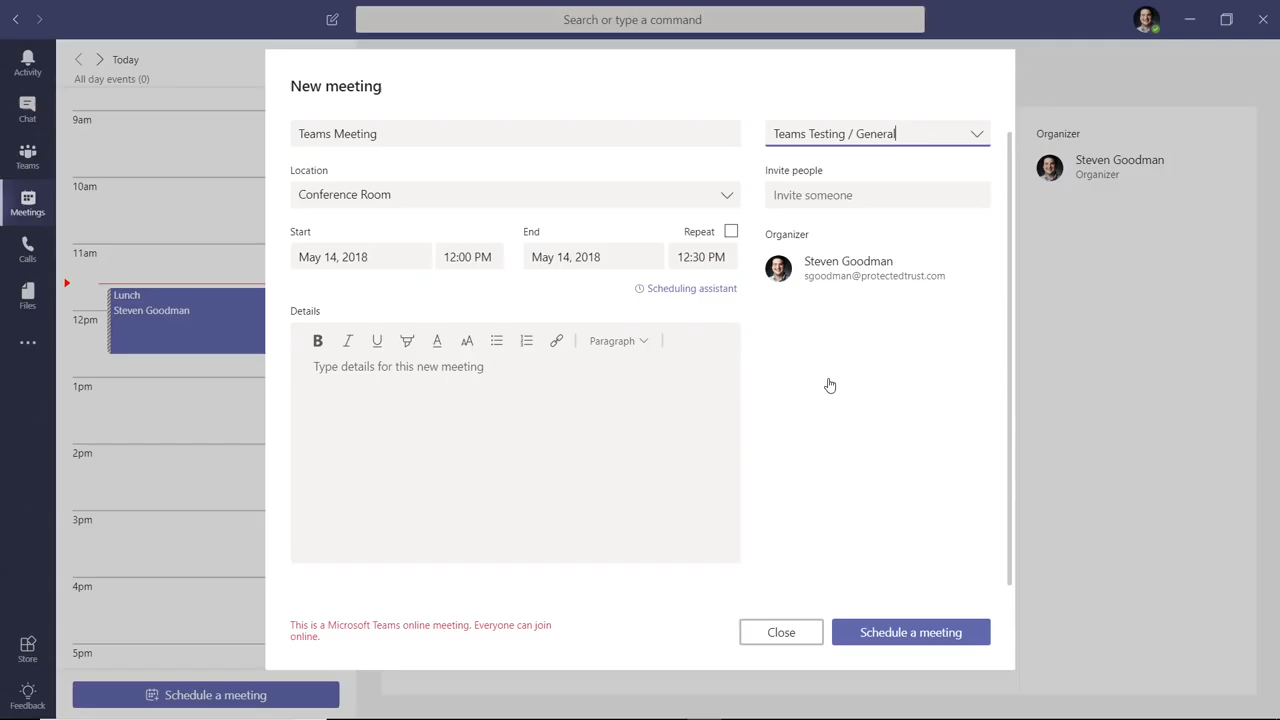 Search or type a command
Activity
Chat
Teams
Meetings
Calls
Files
Store
Feedback
Today
All day events (0)
9am
10am
11am
Lunch
Steven Goodman
12pm
1pm
2pm
3pm
4pm
5pm
Schedule a meeting
New meeting
Teams Meeting
Teams Testing / General
Location
Conference Room
Invite people
Invite someone
Start
End
Repeat
May 14, 2018
12:00 PM
May 14, 2018
12:30 PM
Scheduling assistant
Organizer
Steven Goodman
sgoodman@protectedtrust.com
Details
B I U A AA Paragraph
Type details for this new meeting
This is a Microsoft Teams online meeting. Everyone can join
online.
Close
Schedule a meeting
Organizer
Steven Goodman
Organizer